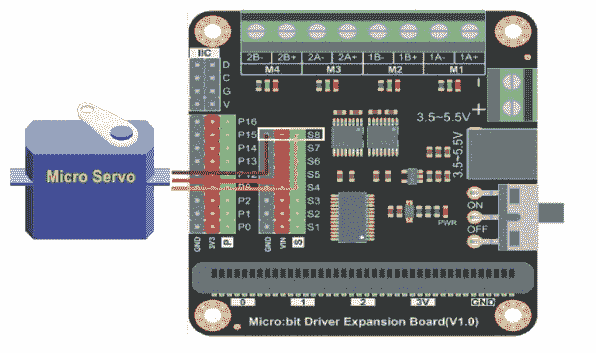 2B- 2B+ 2A- 2A+ 1B- 1B+ 1A- 1A+
M4 M3 M2 M1
IIC
D
C
G
V
3.5~5.5V
3.5~5.5V
P16
P15 S8
P14 S7
P13 S6
P12 S5
P8 S4
P2 S3
P1 S2
P0 S1
Micro Servo
ON
OFF
PWR
GND 3V3 P GND VIN S
0 1 2 3V GND
Micro:bit Driver Expansion Board(V1.0)